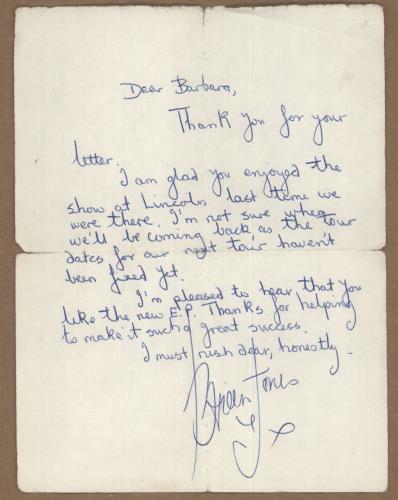 Dear Barbara,
Thank you for your
letter.
I am glad you enjoyed the
show at Lincoln last time we
were there. I'm not sure when
we'll be coming back as the tour
dates for our next tour haven't
been fixed yet.
I'm pleased to hear that you
like the new E.P. Thanks for helping
to make it such a great success.
I must rush dear, honestly.
Brian Jones
x x